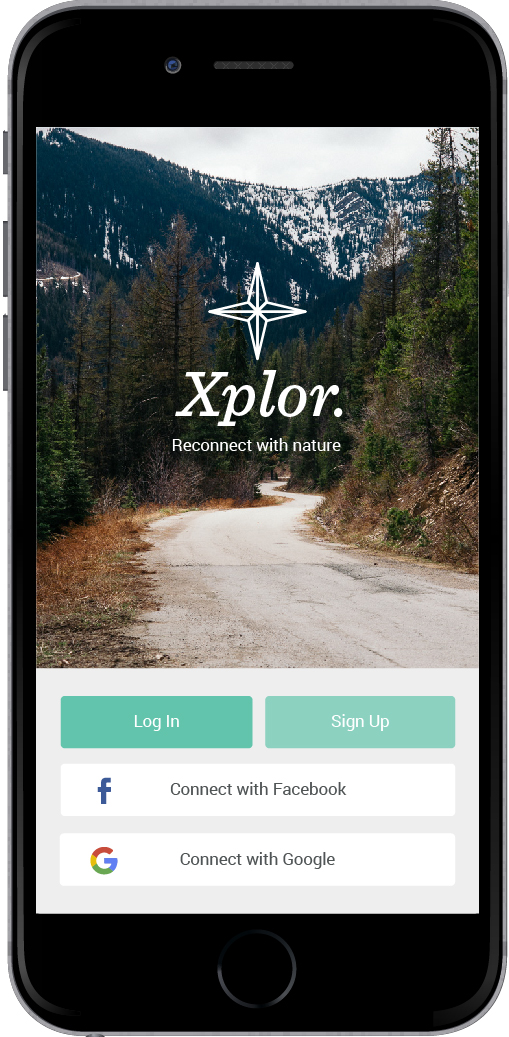 Xplor.
Reconnect with nature
Log In
Sign Up
Connect with Facebook
Connect with Google